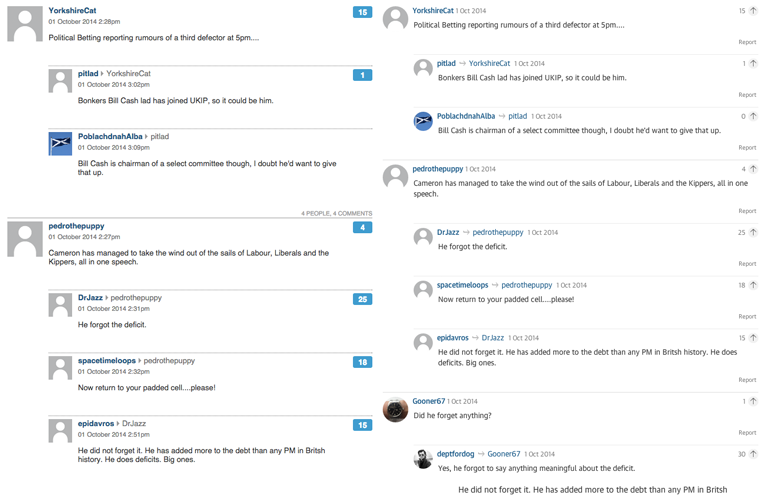 YorkshireCat
15
01 October 2014 2:28pm
Political Betting reporting rumours of a third defector at 5pm....
pitlad YorkshireCat
1
01 October 2014 3:02pm
Bonkers Bill Cash lad has joined UKIP, so it could be him.
PoblachdnahAlba pitlad
01 October 2014 3:09pm
Bill Cash is chairman of a select committee though, I doubt he'd want to give
that up.
4 PEOPLE, 4 COMMENTS
pedrothepuppy
4
01 October 2014 2:27pm
Cameron has managed to take the wind out of the sails of Labour, Liberals and the
Kippers, all in one speech.
DrJazz pedrothepuppy
25
01 October 2014 2:31pm
He forgot the deficit.
spacetimeloops pedrothepuppy
18
01 October 2014 2:32pm
Now return to your padded cell....please!
epidavros DrJazz
15
01 October 2014 2:51pm
He did not forget it. He has added more to the debt than any PM in Britsh
history. He does deficits. Big ones.
YorkshireCat 1 Oct 2014 15 ↑
Political Betting reporting rumours of a third defector at 5pm....
Report
pitlad → YorkshireCat 1 Oct 2014 1 ↑
Bonkers Bill Cash lad has joined UKIP, so it could be him.
Report
PoblachdnahAlba → pitlad 1 Oct 2014 0 ↑
Bill Cash is chairman of a select committee though, I doubt he'd want to give that up.
Report
pedrothepuppy 1 Oct 2014 4 ↑
Cameron has managed to take the wind out of the sails of Labour, Liberals and the Kippers, all in one
speech.
Report
DrJazz → pedrothepuppy 1 Oct 2014 25 ↑
He forgot the deficit.
Report
spacetimeloops → pedrothepuppy 1 Oct 2014 18 ↑
Now return to your padded cell....please!
Report
epidavros → DrJazz 1 Oct 2014 15 ↑
He did not forget it. He has added more to the debt than any PM in Britsh history. He does
deficits. Big ones.
Report
Gooner67 1 Oct 2014 1 ↑
Did he forget anything?
Report
deptfordog → Gooner67 1 Oct 2014 30 ↑
Yes, he forgot to say anything meaningful about the deficit.
He did not forget it. He has added more to the debt than any PM in Britsh